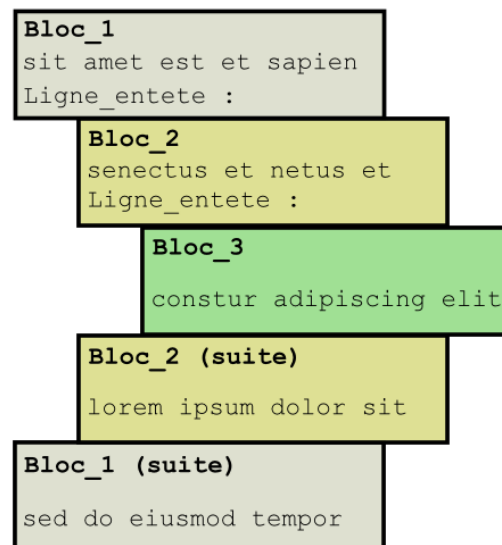 Bloc_1
sit amet est et sapien
Ligne_entete :
Bloc_2
senectus et netus et
Ligne_entete :
Bloc_3
constur adipiscing elit
Bloc_2 (suite)
lorem ipsum dolor sit
Bloc_1 (suite)
sed do eiusmod tempor